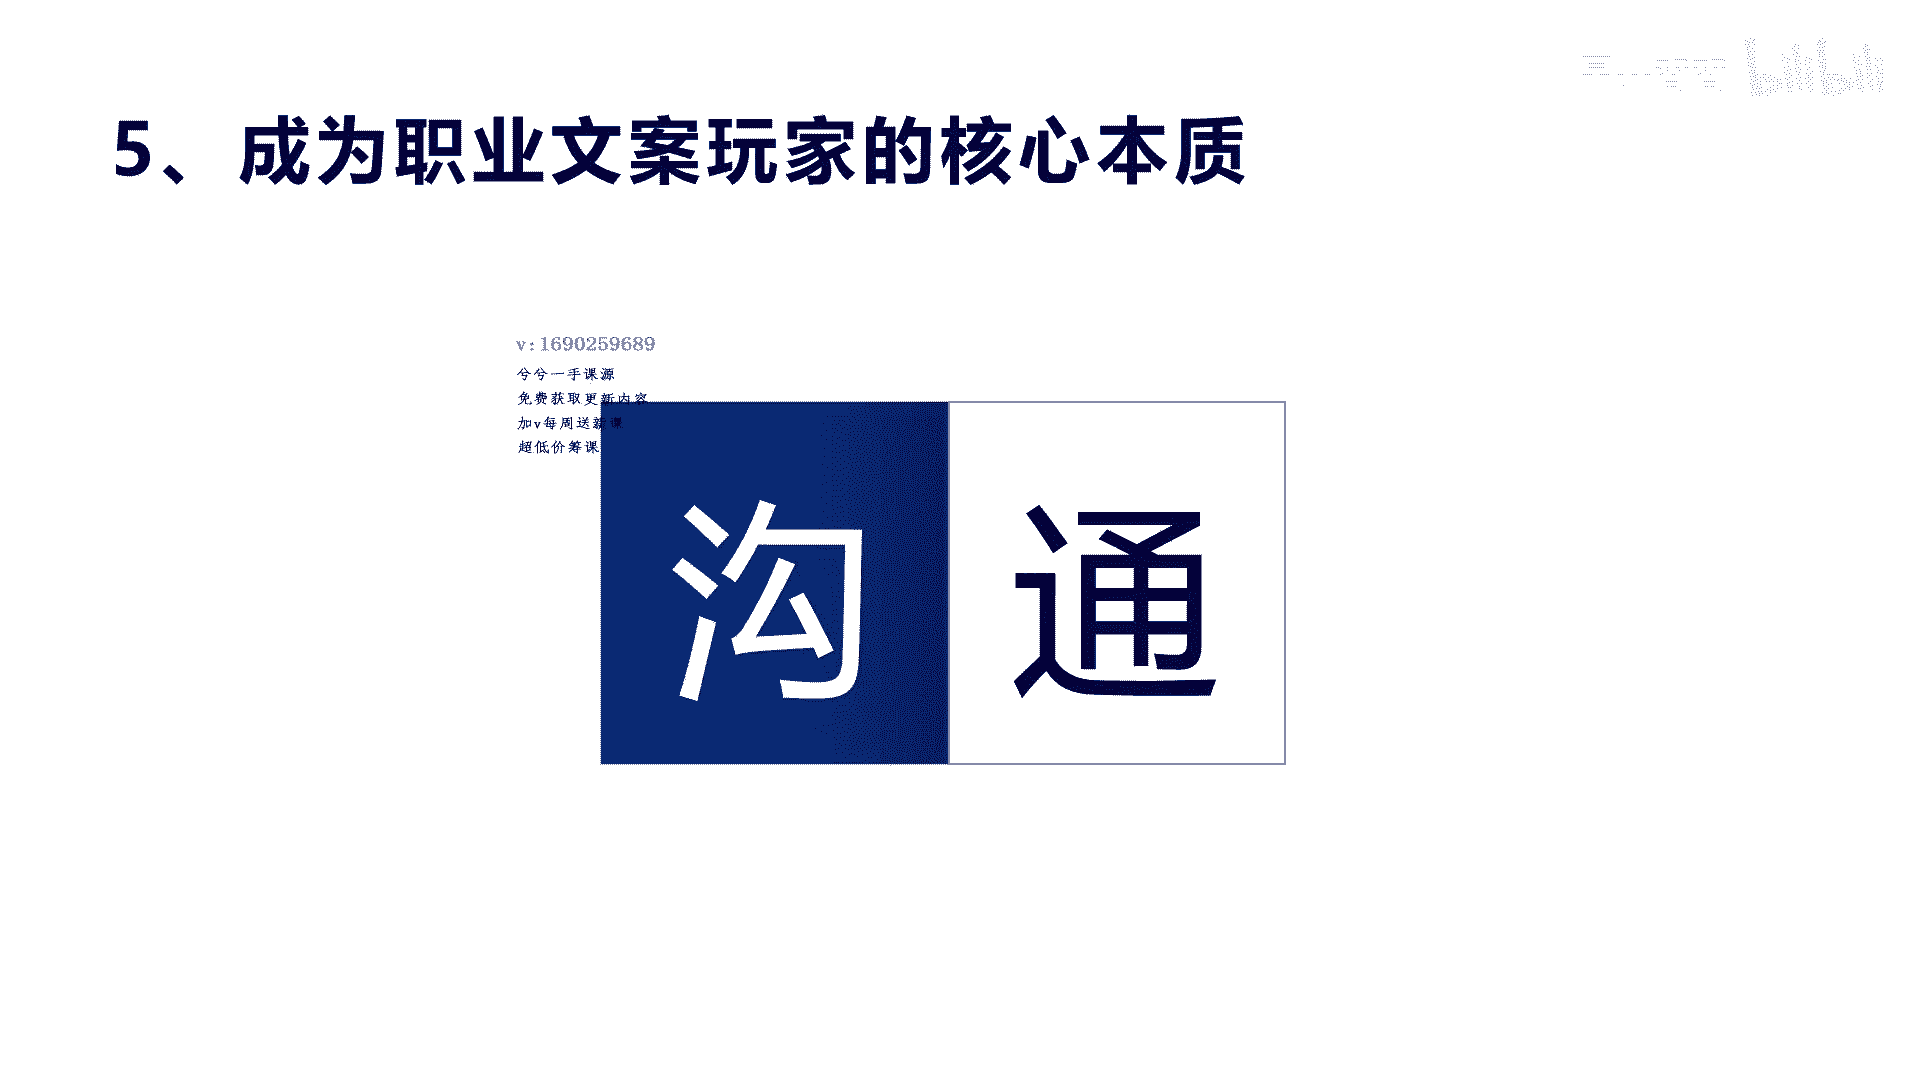 bilibili
5、成为职业文案玩家的核心本质
v:1690259689
兮兮一手课源
免费获取更新内容
加v每周送新课
超低价筹课
沟通